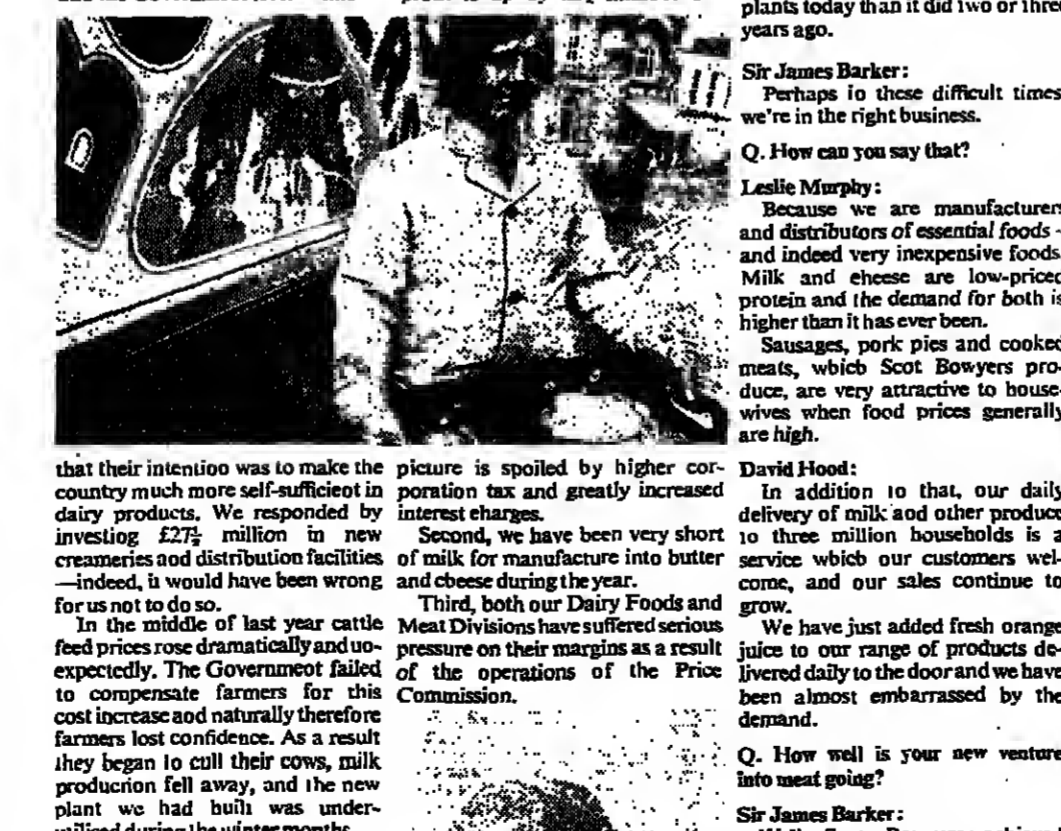 that their intention was to make the
country much more self-sufficient in
dairy products. We responded by
investing £27½ million in new
creameries and distribution facilities
—indeed, it would have been wrong
for us not to do so.
In the middle of last year cattle
feed prices rose dramatically and un-
expectedly. The Government failed
to compensate farmers for this
cost increase and naturally therefore
farmers lost confidence. As a result
they began to cull their cows, milk
production fell away, and the new
plant we had built was under-
utilised during the winter months
picture is spoiled by higher cor-
poration tax and greatly increased
interest charges.
Second, we have been very short
of milk for manufacture into butter
and cheese during the year.
Third, both our Dairy Foods and
Meat Divisions have suffered serious
pressure on their margins as a result
of the operations of the Price
Commission.
plants today than it did two or three
years ago.
Sir James Barker:
Perhaps in these difficult times
we're in the right business.
Q. How can you say that?
Leslie Murphy:
Because we are manufacturers
and distributors of essential foods -
and indeed very inexpensive foods.
Milk and cheese are low-priced
protein and the demand for both is
higher than it has ever been.
Sausages, pork pies and cooked
meats, which Scot Bowyers pro-
duce, are very attractive to house-
wives when food prices generally
are high.
David Hood:
In addition to that, our daily
delivery of milk and other produce
to three million households is a
service which our customers wel-
come, and our sales continue to
grow.
We have just added fresh orange
juice to our range of products de-
livered daily to the door and we have
been almost embarrassed by the
demand.
Q. How well is your new venture
into meat going?
Sir James Barker: